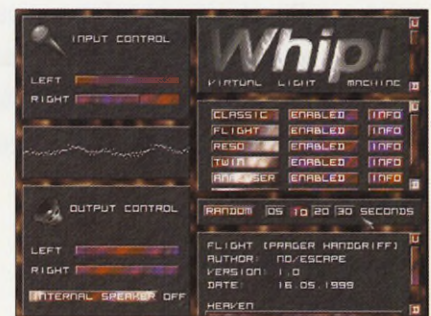 INPUT CONTROL
LEFT
RIGHT
OUTPUT CONTROL
LEFT
RIGHT
INTERNAL SPEAKER OFF
Whip!
VIRTUAL LIGHT MACHINE
CLASSIC ENABLED INFO
FLIGHT ENABLED INFO
RESO ENABLED INFO
TWIN ENABLED INFO
ANALYSER ENABLED INFO
RANDOM 05 10 20 30 SECONDS
FLIGHT (PRAGER HANDGRIFF)
AUTHOR: NO/ESCAPE
VERSION: 1.0
DATE: 16.05.1999
HEAVEN